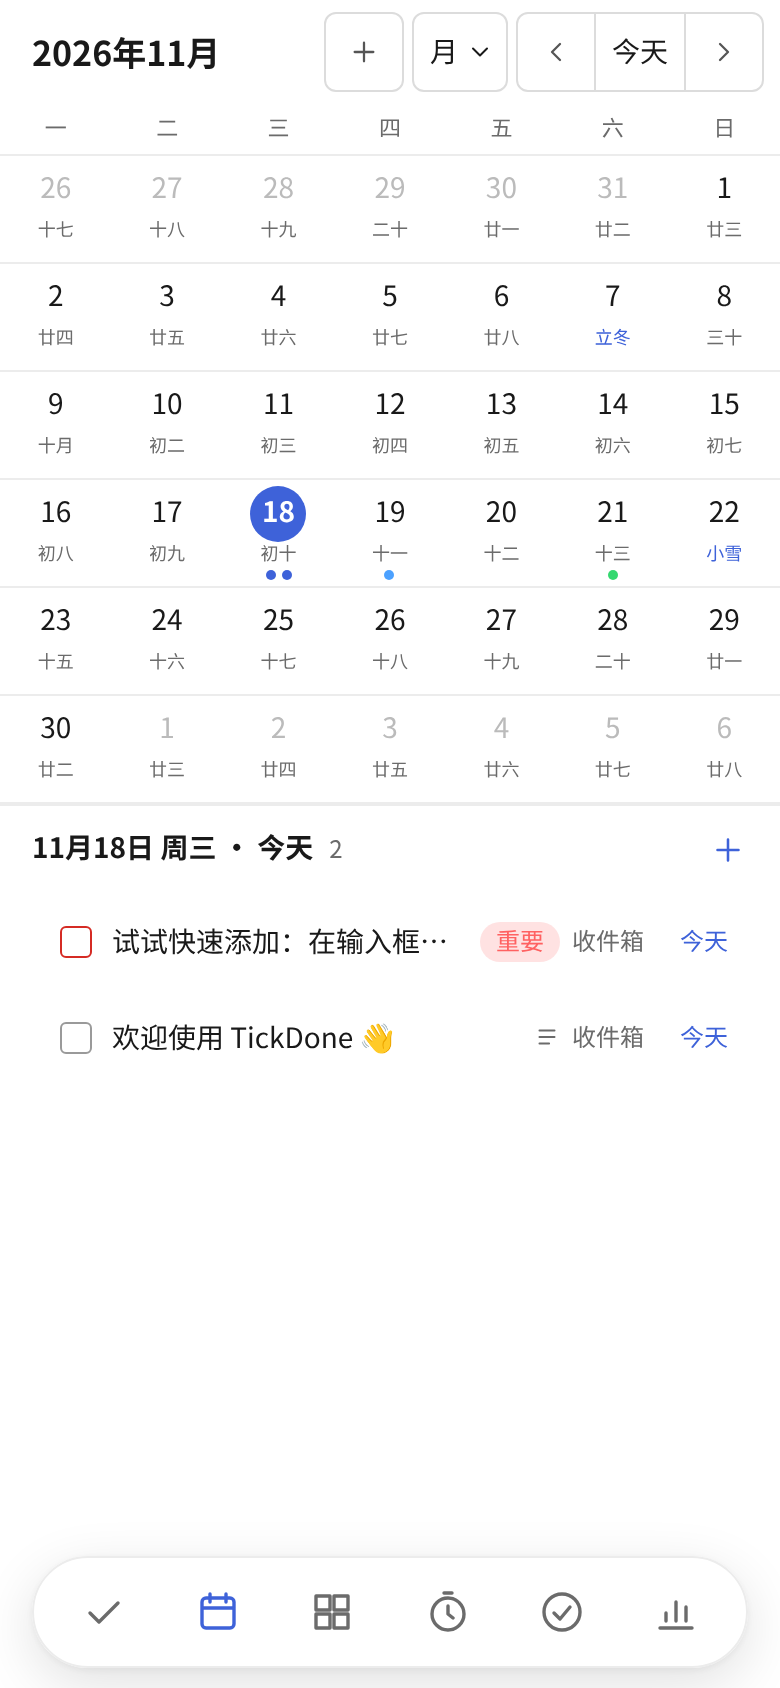 2026年11月 月 今天
一 二 三 四 五 六 日
26 27 28 29 30 31 1
十七 十八 十九 二十 廿一 廿二 廿三
2 3 4 5 6 7 8
廿四 廿五 廿六 廿七 廿八 立冬 三十
9 10 11 12 13 14 15
十月 初二 初三 初四 初五 初六 初七
16 17 18 19 20 21 22
初八 初九 初十 十一 十二 十三 小雪
23 24 25 26 27 28 29
十五 十六 十七 十八 十九 二十 廿一
30 1 2 3 4 5 6
廿二 廿三 廿四 廿五 廿六 廿七 廿八
11月18日 周三 · 今天 2
试试快速添加：在输入框… 重要 收件箱 今天
欢迎使用 TickDone 👋 收件箱 今天